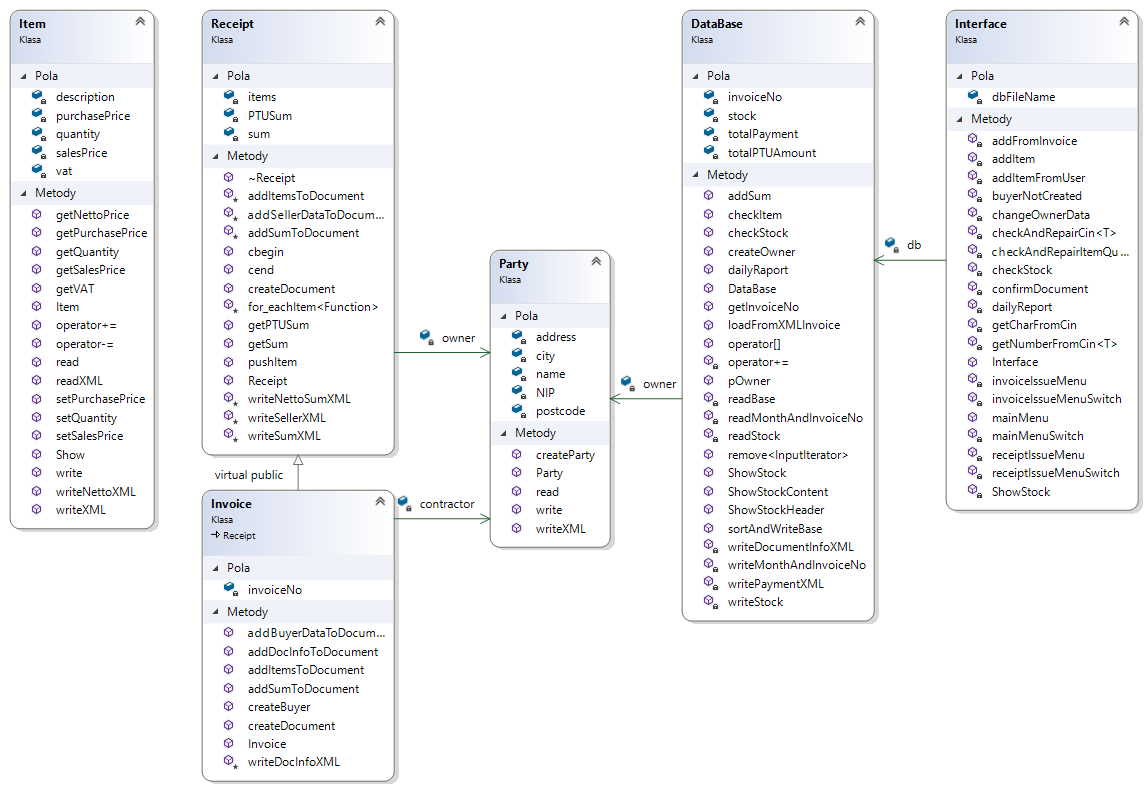 Item
Klasa
Pola
description
purchasePrice
quantity
salesPrice
vat
Metody
getNettoPrice
getPurchasePrice
getQuantity
getSalesPrice
getVAT
Item
operator+=
operator-=
read
readXML
setPurchasePrice
setQuantity
setSalesPrice
Show
write
writeNettoXML
writeXML
Receipt
Klasa
Pola
items
PTUSum
sum
Metody
~Receipt
addItemsToDocument
addSellerDataToDocum...
addSumToDocument
cbegin
cend
createDocument
for_eachItem<Function>
getPTUSum
getSum
pushItem
Receipt
writeNettoSumXML
writeSellerXML
writeSumXML
virtual public
Invoice
Klasa
Receipt
Pola
invoiceNo
Metody
addBuyerDataToDocum...
addDocInfoToDocument
addItemsToDocument
addSumToDocument
createBuyer
createDocument
Invoice
writeDocInfoXML
owner
contractor
Party
Klasa
Pola
address
city
name
NIP
postcode
Metody
createParty
Party
read
write
writeXML
owner
DataBase
Klasa
Pola
invoiceNo
stock
totalPayment
totalPTUAmount
Metody
addSum
checkItem
checkStock
createOwner
dailyRaport
DataBase
getInvoiceNo
loadFromXMLInvoice
operator[]
operator+=
pOwner
readBase
readMonthAndInvoiceNo
readStock
remove<InputIterator>
ShowStock
ShowStockContent
ShowStockHeader
sortAndWriteBase
writeDocumentInfoXML
writeMonthAndInvoiceNo
writePaymentXML
writeStock
db
Interface
Klasa
Pola
dbFileName
Metody
addFromInvoice
addItem
addItemFromUser
buyerNotCreated
changeOwnerData
checkAndRepairCin<T>
checkAndRepairItemQu...
checkStock
confirmDocument
dailyReport
getCharFromCin
getNumberFromCin<T>
Interface
invoiceIssueMenu
invoiceIssueMenuSwitch
mainMenu
mainMenuSwitch
receiptIssueMenu
receiptIssueMenuSwitch
ShowStock